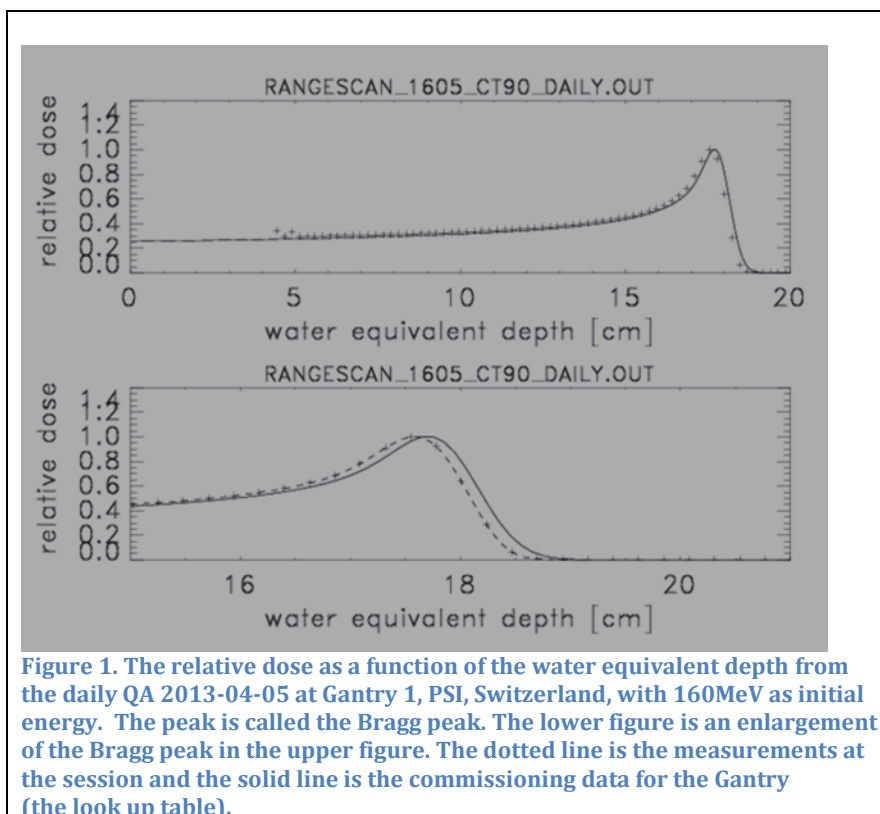 RANGESCAN_1605_CT90_DAILY.OUT
relative dose
1.4
1.2
1.0
0.8
0.6
0.4
0.2
0.0
0 5 10 15 20
water equivalent depth [cm]
RANGESCAN_1605_CT90_DAILY.OUT
relative dose
1.4
1.2
1.0
0.8
0.6
0.4
0.2
0.0
16 18 20
water equivalent depth [cm]
Figure 1. The relative dose as a function of the water equivalent depth from
the daily QA 2013-04-05 at Gantry 1, PSI, Switzerland, with 160MeV as initial
energy. The peak is called the Bragg peak. The lower figure is an enlargement
of the Bragg peak in the upper figure. The dotted line is the measurements at
the session and the solid line is the commissioning data for the Gantry
(the look up table).